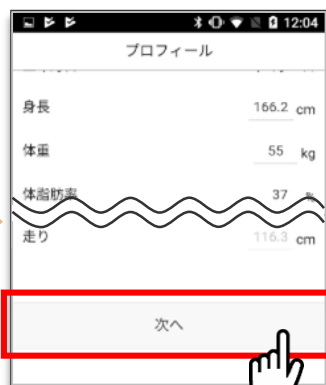 12:04
プロフィール
身長 166.2 cm
体重 55 kg
体脂肪率 37 %
走り 116.3 cm
次へ